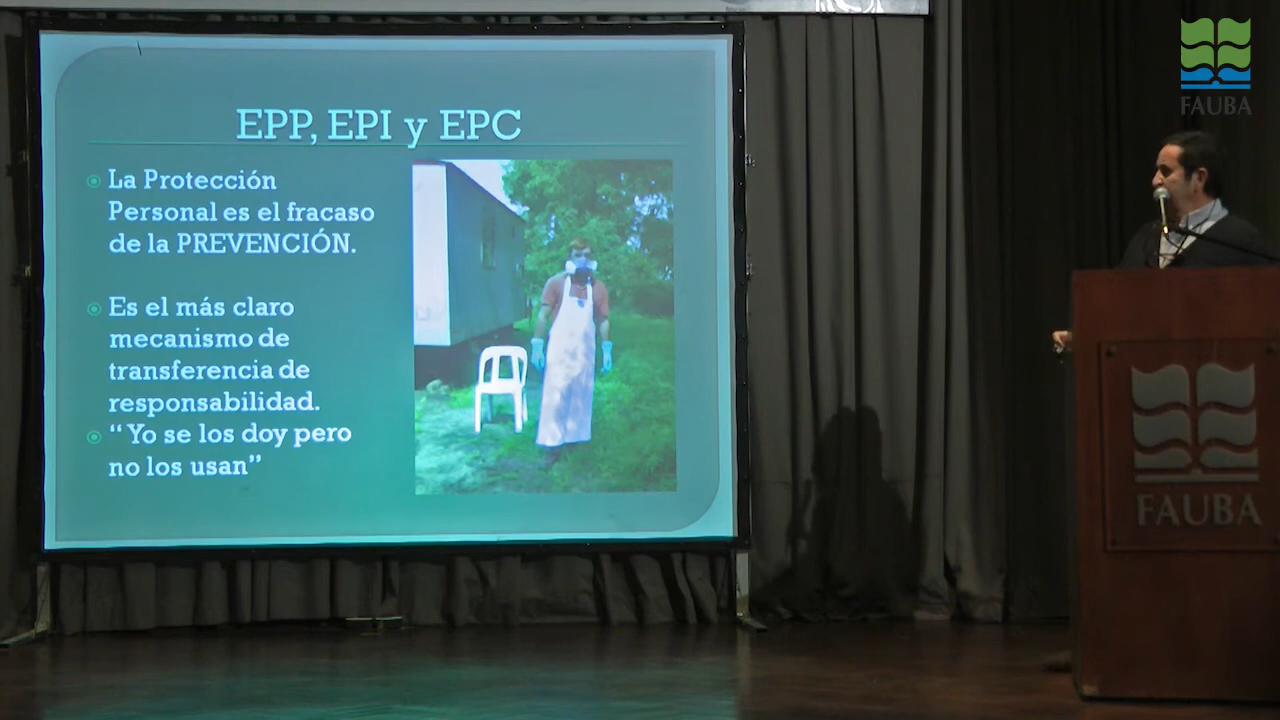 EPP, EPI y EPC
La Protección
Personal es el fracaso
de la PREVENCIÓN.
Es el más claro
mecanismo de
transferencia de
responsabilidad.
“ Yo se los doy pero
no los usan”
FAUBA
FAUBA